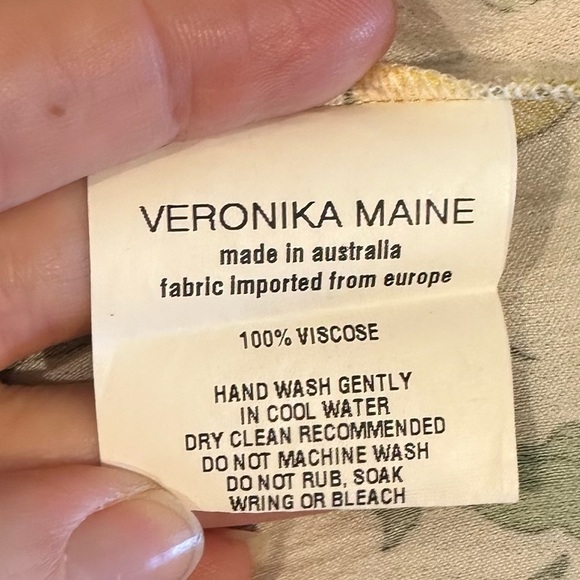 VERONIKA MAINE
made in australia
fabric imported from europe
100% VISCOSE
HAND WASH GENTLY
IN COOL WATER
DRY CLEAN RECOMMENDED
DO NOT MACHINE WASH
DO NOT RUB, SOAK
WRING OR BLEACH